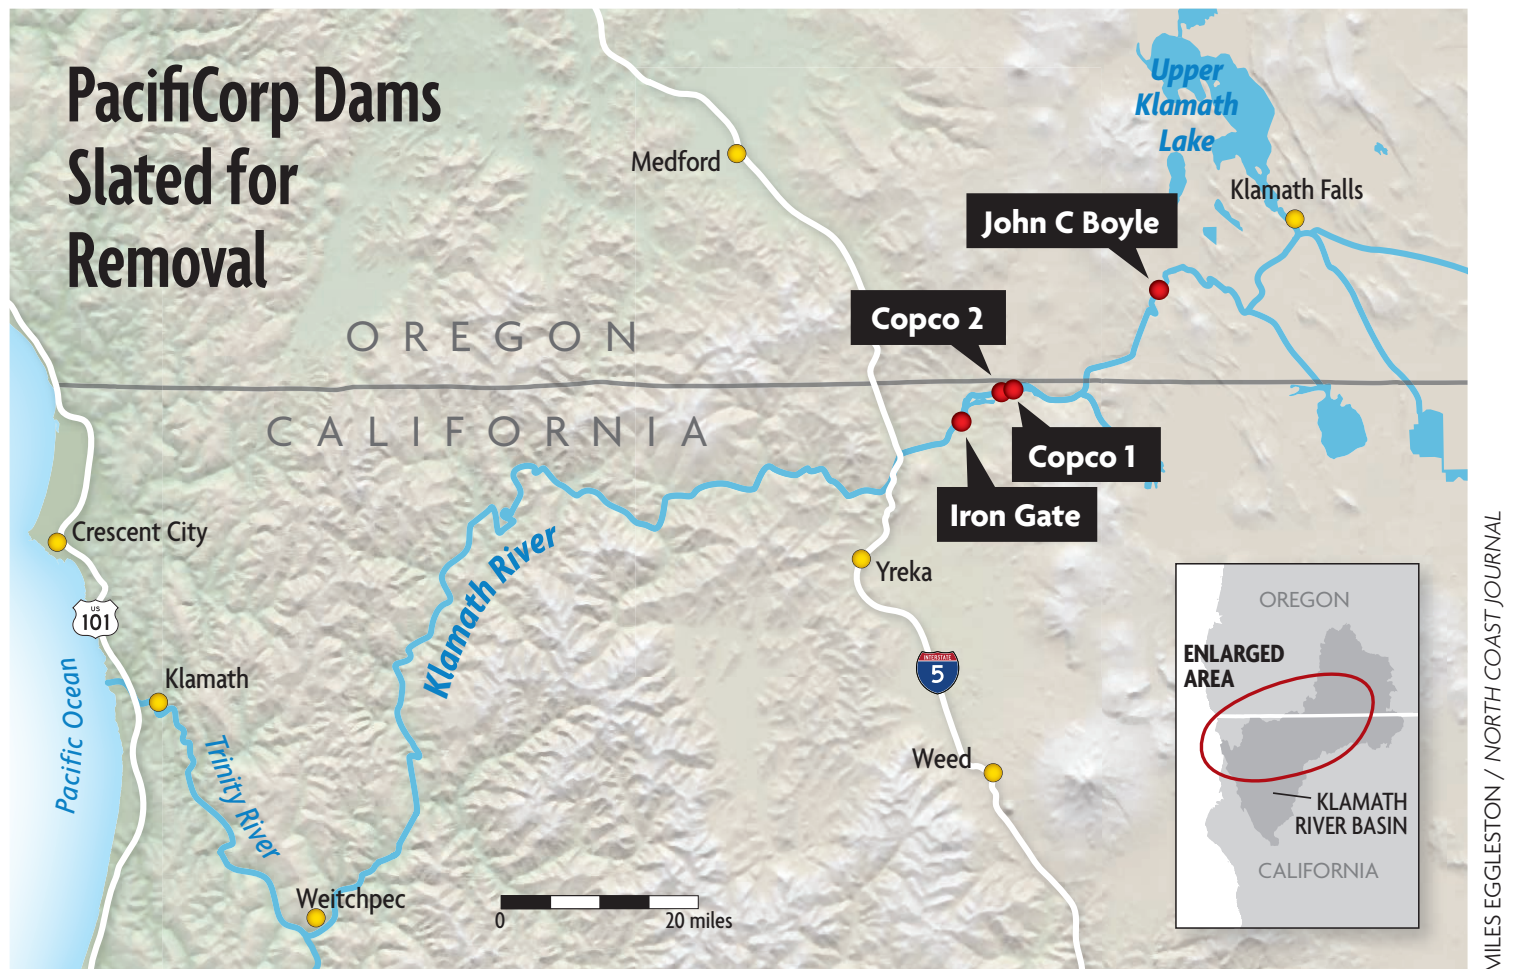 PacifiCorp Dams
Slated for
Removal
Upper
Klamath
Lake
Medford
Klamath Falls
John C Boyle
Copco 2
OREGON
CALIFORNIA
Copco 1
Iron Gate
Crescent City
Klamath River
Yreka
US
101
INTERSTATE
5
Pacific Ocean
Klamath
Trinity River
Weed
Weitchpec
0
20 miles
OREGON
ENLARGED
AREA
KLAMATH
RIVER BASIN
CALIFORNIA
MILES EGGLESTON / NORTH COAST JOURNAL